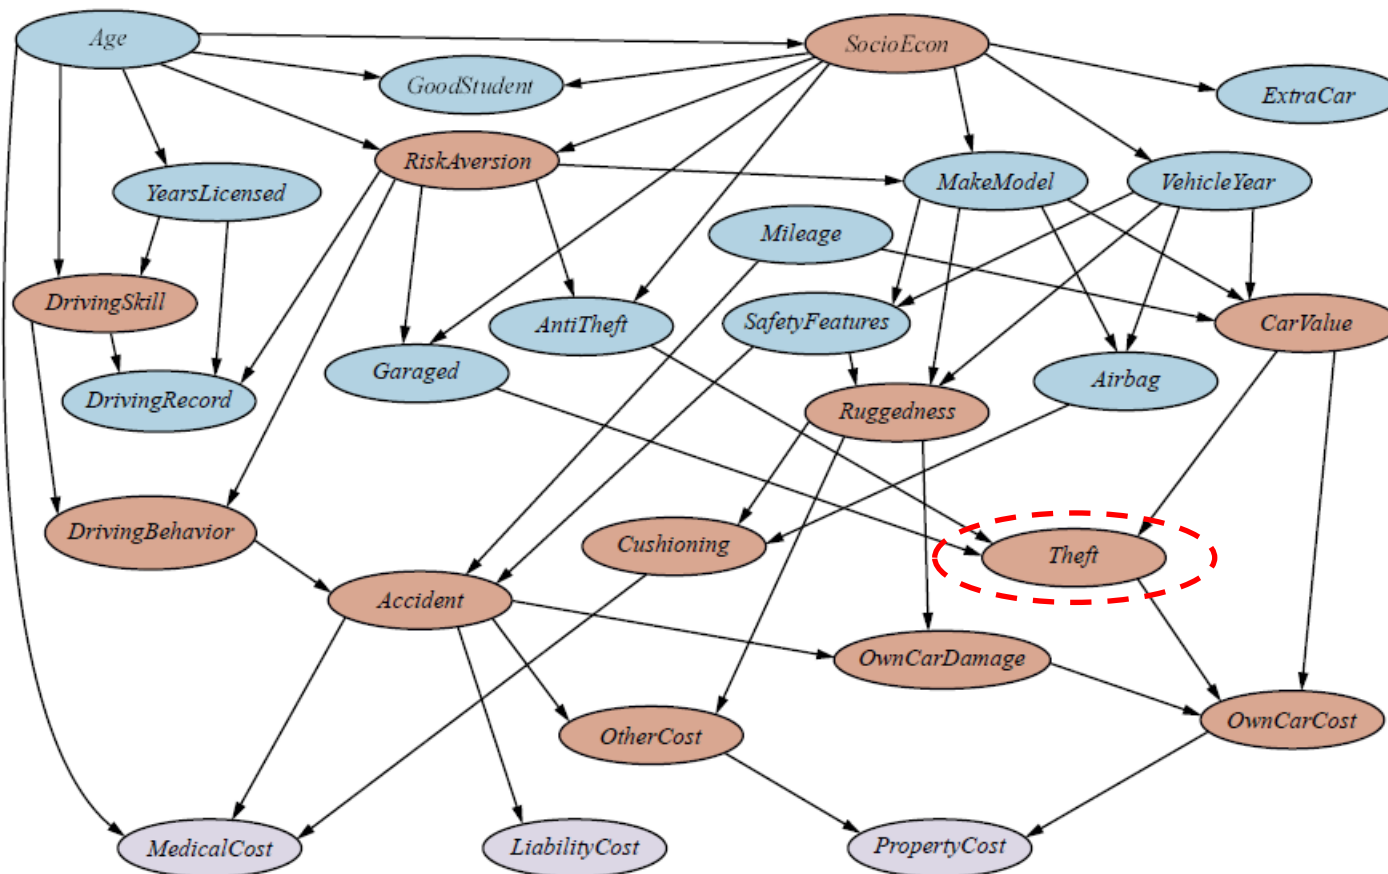 Age
SocioEcon
GoodStudent
ExtraCar
RiskAversion
YearsLicensed
MakeModel
VehicleYear
Mileage
DrivingSkill
AntiTheft
SafetyFeatures
CarValue
Garaged
Airbag
DrivingRecord
Ruggedness
DrivingBehavior
Cushioning
Theft
Accident
OwnCarDamage
OwnCarCost
OtherCost
MedicalCost
LiabilityCost
PropertyCost